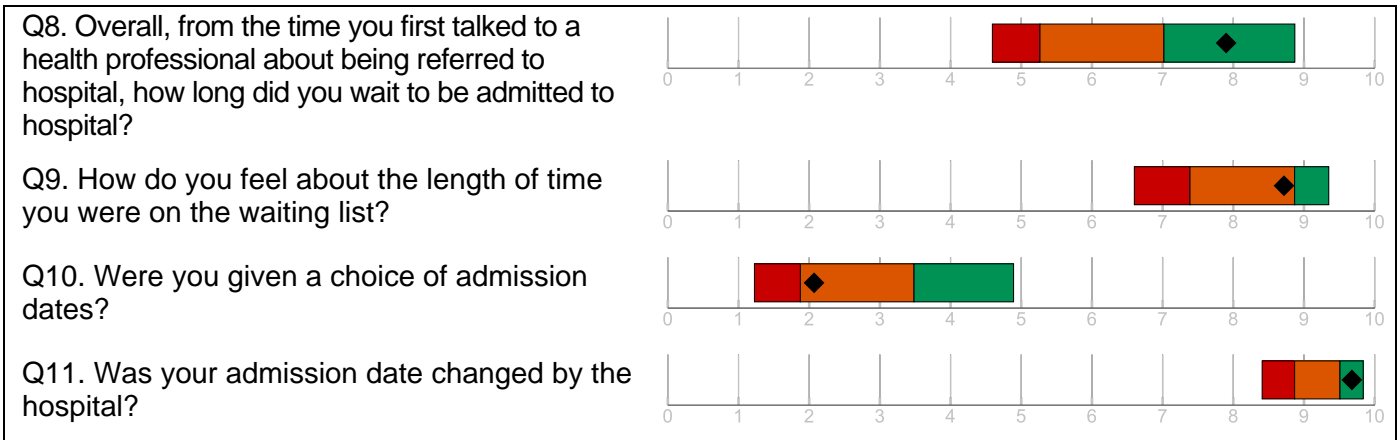 Q8. Overall, from the time you first talked to a
health professional about being referred to
hospital, how long did you wait to be admitted to
hospital?
0 1 2 3 4 5 6 7 8 9 10
Q9. How do you feel about the length of time
you were on the waiting list?
0 1 2 3 4 5 6 7 8 9 10
Q10. Were you given a choice of admission
dates?
0 1 2 3 4 5 6 7 8 9 10
Q11. Was your admission date changed by the
hospital?
0 1 2 3 4 5 6 7 8 9 10